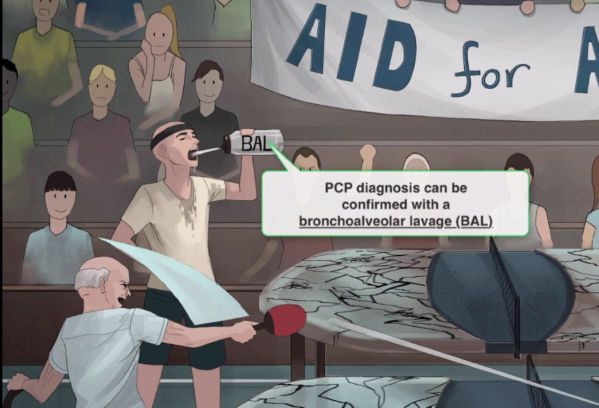 AID for A
BAL
PCP diagnosis can be
confirmed with a
bronchoalveolar lavage (BAL)